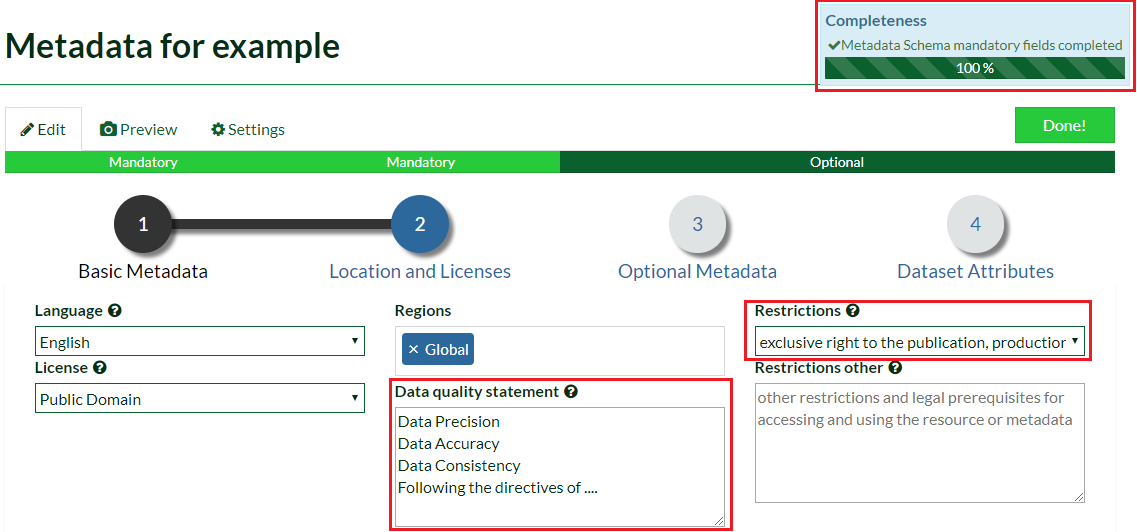 Metadata for example
Completeness
Metadata Schema mandatory fields completed
100 %
Edit
Preview
Settings
Done!
Mandatory
Mandatory
Optional
1
2
3
4
Basic Metadata
Location and Licenses
Optional Metadata
Dataset Attributes
Language
English
License
Public Domain
Regions
× Global
Data quality statement
Data Precision
Data Accuracy
Data Consistency
Following the directives of ....
Restrictions
exclusive right to the publication, production
Restrictions other
other restrictions and legal prerequisites for
accessing and using the resource or metadata